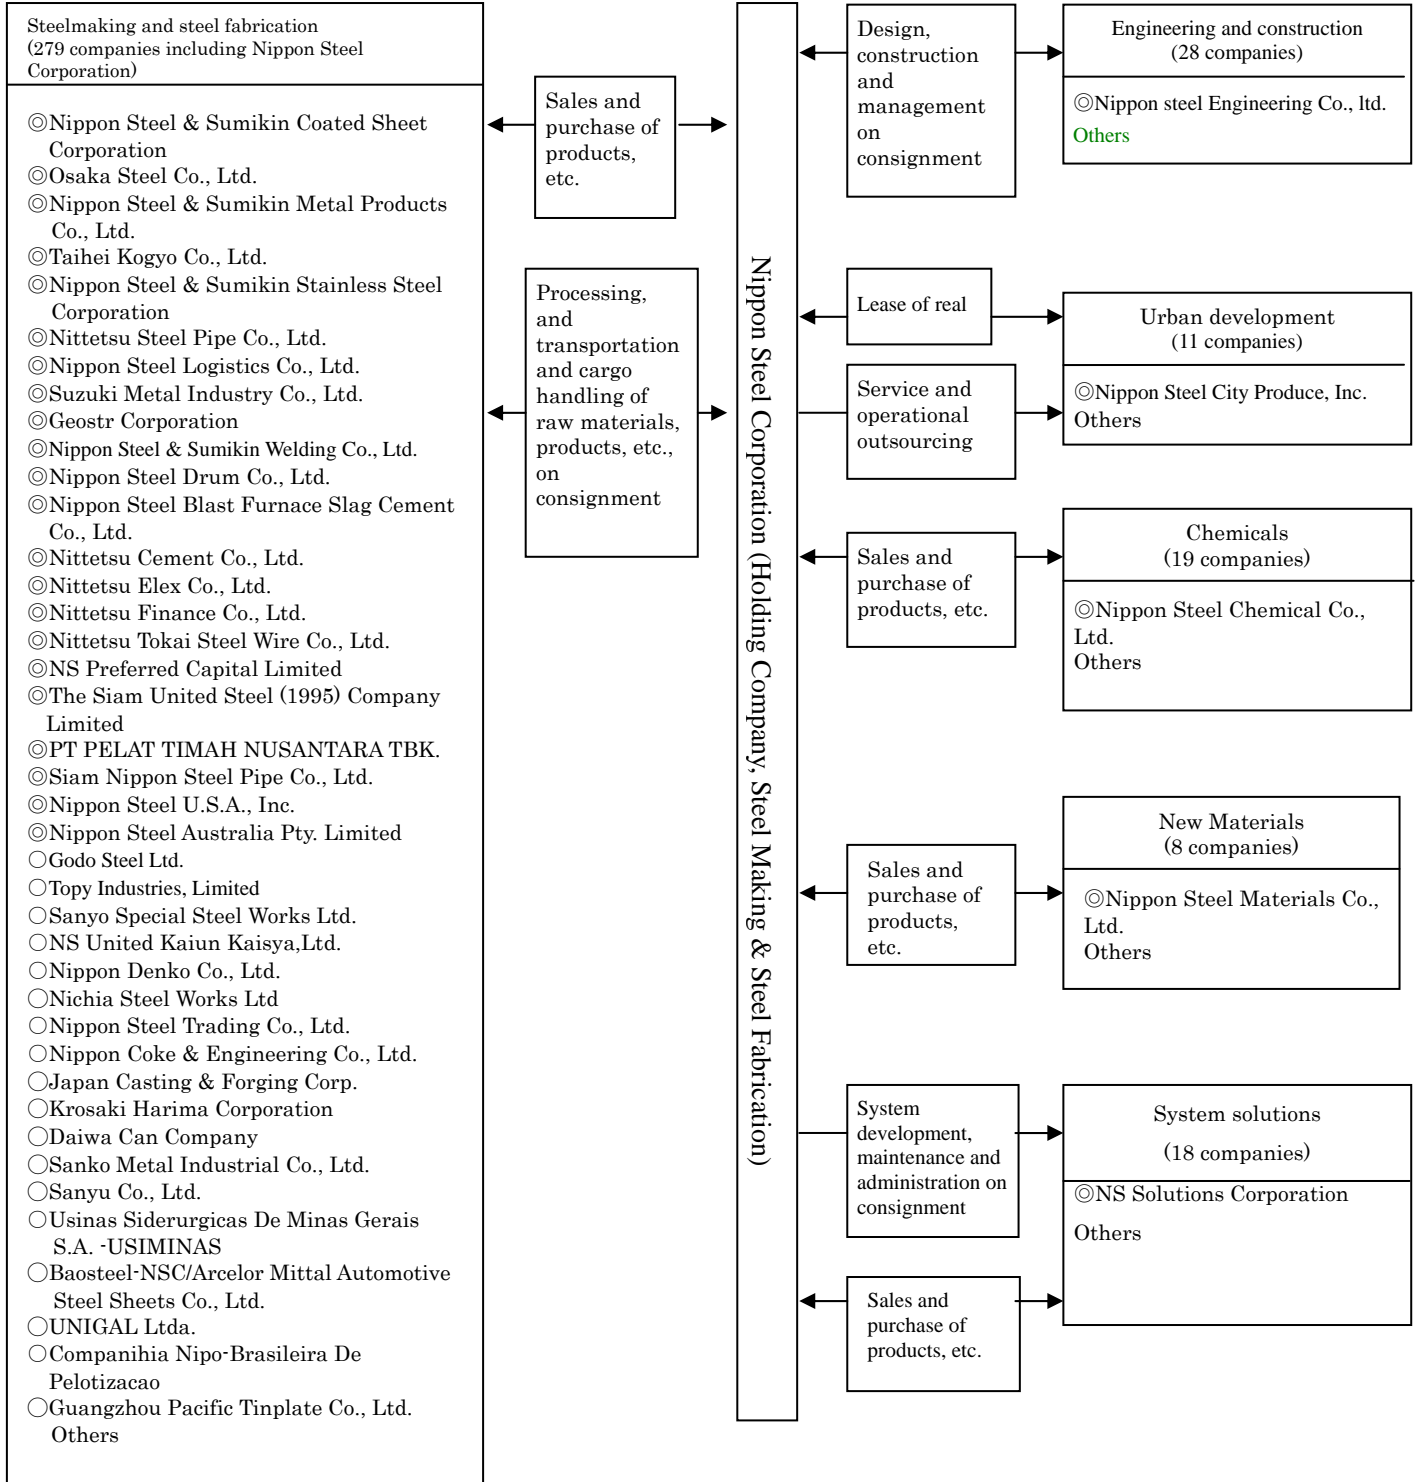 Steelmaking and steel fabrication
(279 companies including Nippon Steel
Corporation)
◎Nippon Steel & Sumikin Coated Sheet
Corporation
◎Osaka Steel Co., Ltd.
◎Nippon Steel & Sumikin Metal Products
Co., Ltd.
◎Taihei Kogyo Co., Ltd.
◎Nippon Steel & Sumikin Stainless Steel
Corporation
◎Nittetsu Steel Pipe Co., Ltd.
◎Nippon Steel Logistics Co., Ltd.
◎Suzuki Metal Industry Co., Ltd.
◎Geostr Corporation
◎Nippon Steel & Sumikin Welding Co., Ltd.
◎Nippon Steel Drum Co., Ltd.
◎Nippon Steel Blast Furnace Slag Cement
Co., Ltd.
◎Nittetsu Cement Co., Ltd.
◎Nittetsu Elex Co., Ltd.
◎Nittetsu Finance Co., Ltd.
◎Nittetsu Tokai Steel Wire Co., Ltd.
◎NS Preferred Capital Limited
◎The Siam United Steel (1995) Company
Limited
◎PT PELAT TIMAH NUSANTARA TBK.
◎Siam Nippon Steel Pipe Co., Ltd.
◎Nippon Steel U.S.A., Inc.
◎Nippon Steel Australia Pty. Limited
○Godo Steel Ltd.
○Topy Industries, Limited
○Sanyo Special Steel Works Ltd.
○NS United Kaiun Kaisya,Ltd.
○Nippon Denko Co., Ltd.
○Nichia Steel Works Ltd
○Nippon Steel Trading Co., Ltd.
○Nippon Coke & Engineering Co., Ltd.
○Japan Casting & Forging Corp.
○Krosaki Harima Corporation
○Daiwa Can Company
○Sanko Metal Industrial Co., Ltd.
○Sanyu Co., Ltd.
○Usinas Siderurgicas De Minas Gerais
S.A. -USIMINAS
○Baosteel-NSC/Arcelor Mittal Automotive
Steel Sheets Co., Ltd.
○UNIGAL Ltda.
○Companihia Nipo-Brasileira De
Pelotizacao
○Guangzhou Pacific Tinplate Co., Ltd.
Others
Sales and
purchase of
products,
etc.
Processing,
and
transportation
and cargo
handling of
raw materials,
products, etc.,
on
consignment
Nippon Steel Corporation (Holding Company, Steel Making & Steel Fabrication)
Design,
construction
and
management
on
consignment
Engineering and construction
(28 companies)
◎Nippon steel Engineering Co., ltd.
Others
Lease of real
Service and
operational
outsourcing
Urban development
(11 companies)
◎Nippon Steel City Produce, Inc.
Others
Sales and
purchase of
products, etc.
Chemicals
(19 companies)
◎Nippon Steel Chemical Co.,
Ltd.
Others
Sales and
purchase of
products,
etc.
New Materials
(8 companies)
◎Nippon Steel Materials Co.,
Ltd.
Others
System
development,
maintenance and
administration on
consignment
System solutions
(18 companies)
◎NS Solutions Corporation
Others
Sales and
purchase of
products, etc.